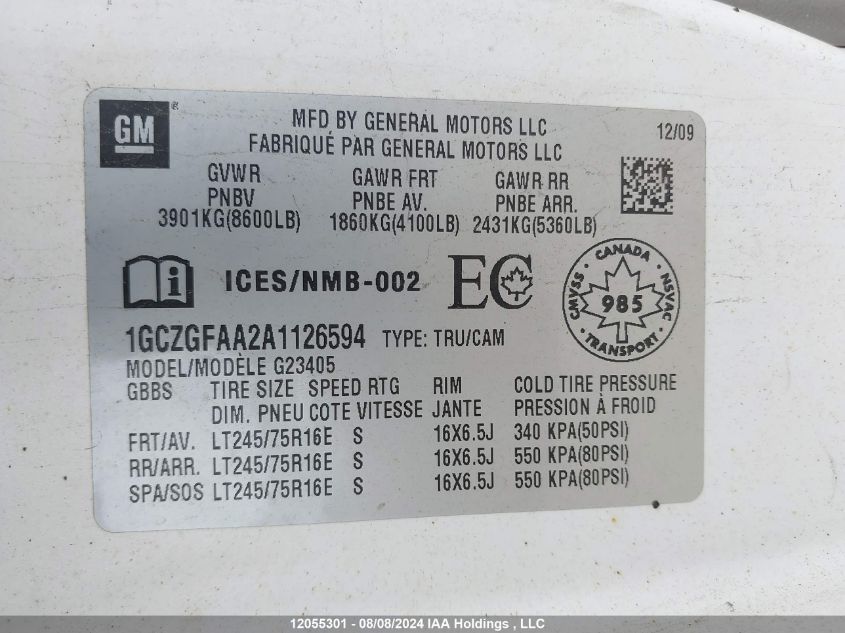 GM ®
MFD BY GENERAL MOTORS LLC 12/09
FABRIQUÉ PAR GENERAL MOTORS LLC
GVWR GAWR FRT GAWR RR
PNBV PNBE AV. PNBE ARR.
3901KG(8600LB) 1860KG(4100LB) 2431KG(5360LB)
i ICES/NMB-002 EC
CANADA
CMVSS 985 NSVAC
TRANSPORT
1GCZGFAA2A1126594 TYPE: TRU/CAM
MODEL/MODÈLE G23405
GBBS TIRE SIZE SPEED RTG RIM COLD TIRE PRESSURE
DIM. PNEU COTE VITESSE JANTE PRESSION À FROID
FRT/AV. LT245/75R16E S 16X6.5J 340 KPA(50PSI)
RR/ARR. LT245/75R16E S 16X6.5J 550 KPA(80PSI)
SPA/SOS LT245/75R16E S 16X6.5J 550 KPA(80PSI)
12055301 - 08/08/2024 IAA Holdings , LLC